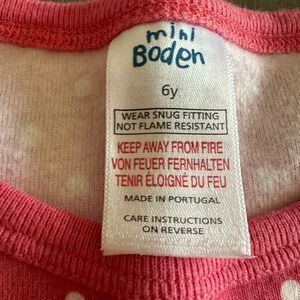 mini
Boden
6y
WEAR SNUG FITTING
NOT FLAME RESISTANT
KEEP AWAY FROM FIRE
VON FEUER FERNHALTEN
TENIR ÉLOIGNÉ DU FEU
MADE IN PORTUGAL
CARE INSTRUCTIONS
ON REVERSE